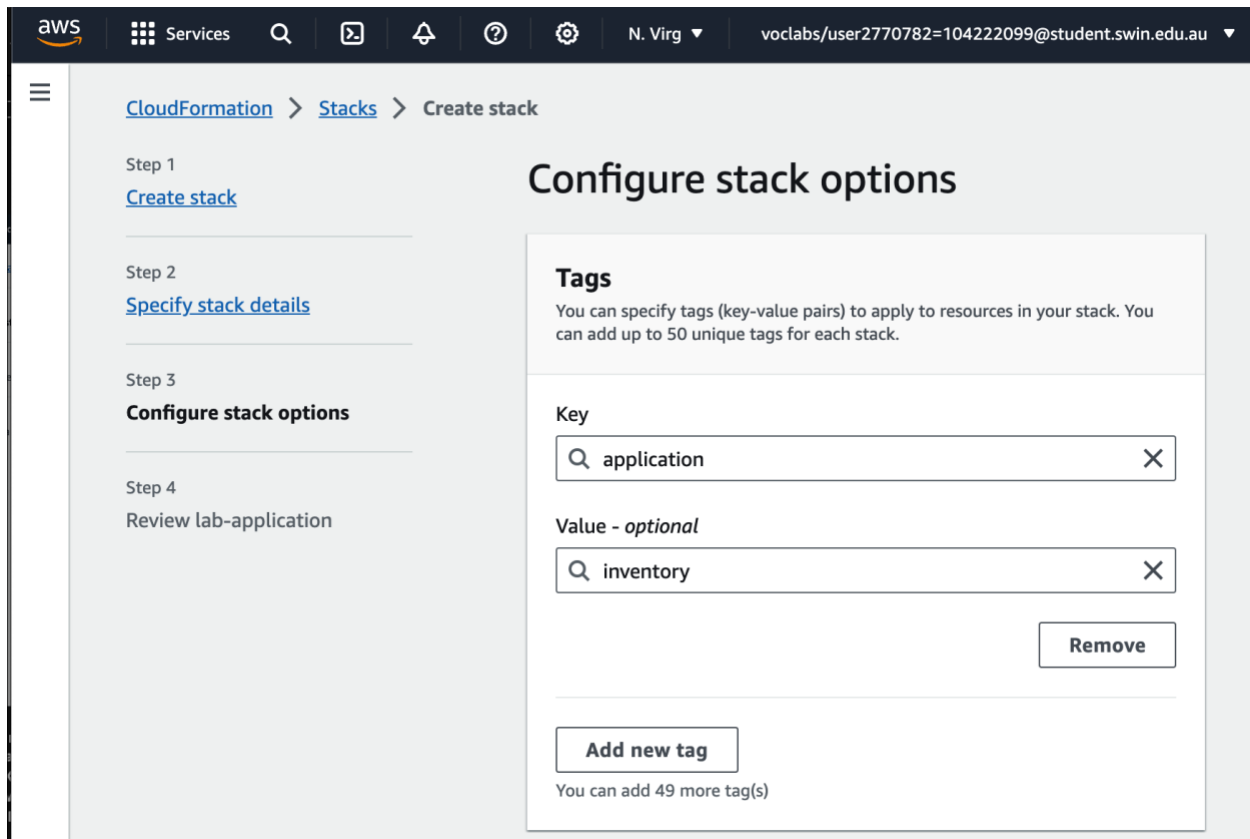 aws
Services
N. Virg
voclabs/user2770782=104222099@student.swin.edu.au
CloudFormation
Stacks
Create stack
Step 1
Create stack
Step 2
Specify stack details
Step 3
Configure stack options
Step 4
Review lab-application
Configure stack options
Tags
You can specify tags (key-value pairs) to apply to resources in your stack. You
can add up to 50 unique tags for each stack.
Key
application
Value - optional
inventory
Remove
Add new tag
You can add 49 more tag(s)